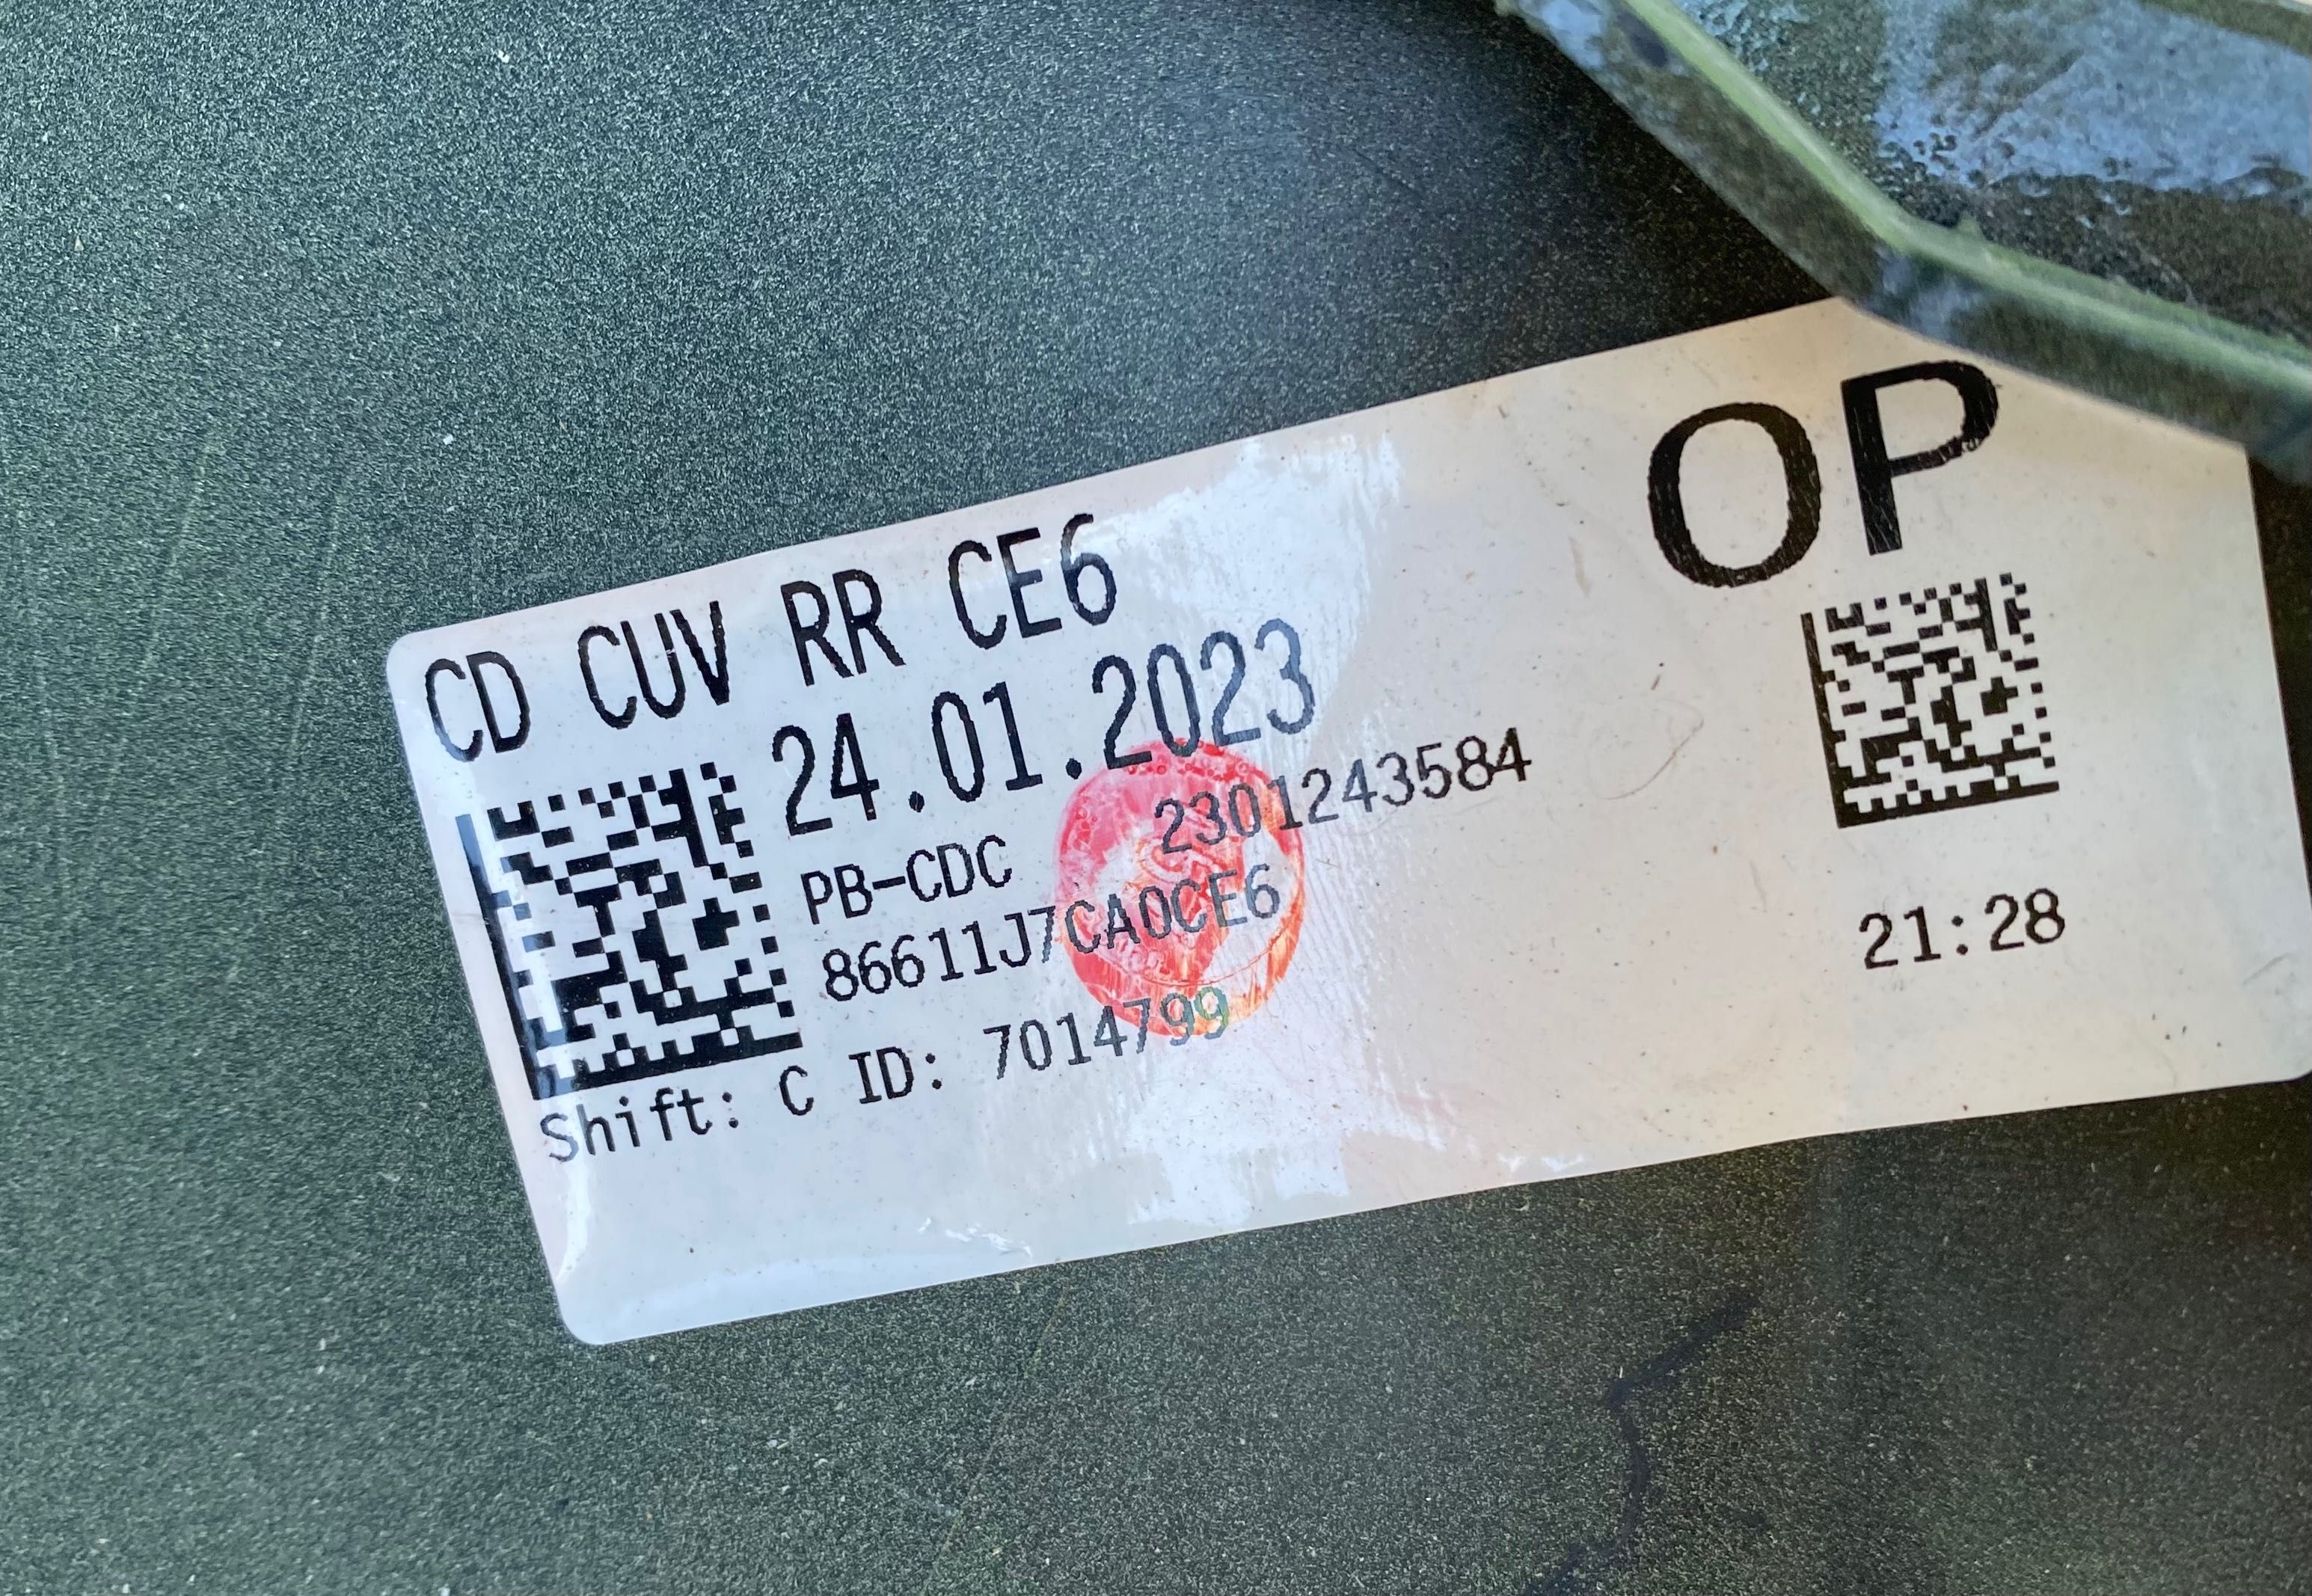 CD CUV RR CE6
OP
24.01.2023
PB-CDC 2301243584
86611J7CA0CE6
Shift: C ID: 7014799
21:28